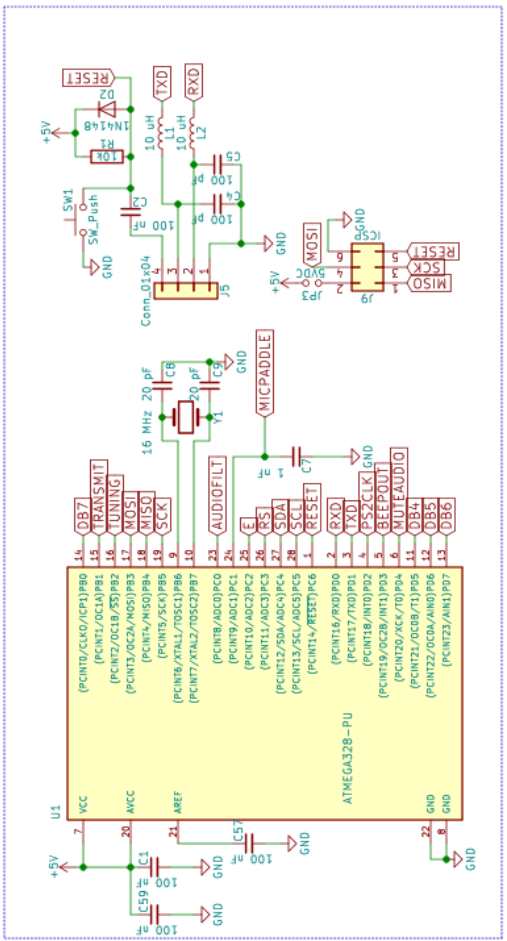 RESET
D2
1N4148
+5V
R1
10k
SW1
SW_Push
GND
C2
100 nF
TXD
RXD
10 uH
L1
10 uH
L2
C5
100 pF
C4
100 pF
GND
Conn_01x04
4
3
2
1
J5
MOSI
GND
ICSP
6
5
4
3
2
1
RESET
SCK
MISO
5VDC
+5V
JP3
J9
16 MHz
Y1
20 pF
C8
20 pF
C9
GND
MICPADDLE
1 nF
C7
GND
DB7
14
(PCINT0/CLKO/ICP1)PB0
TRANSMIT
15
(PCINT1/OC1A)PB1
TUNING
16
(PCINT2/OC1B/SS)PB2
MOSI
17
(PCINT3/OC2A/MOSI)PB3
MISO
18
(PCINT4/MISO)PB4
SCK
19
(PCINT5/SCK)PB5
9
(PCINT6/XTAL1/TOSC1)PB6
10
(PCINT7/XTAL2/TOSC2)PB7
AUDIOFILT
23
(PCINT8/ADC0)PC0
24
(PCINT9/ADC1)PC1
E
25
(PCINT10/ADC2)PC2
RS
26
(PCINT11/ADC3)PC3
SDA
27
(PCINT12/SDA/ADC4)PC4
SCL
28
(PCINT13/SCL/ADC5)PC5
RESET
1
(PCINT14/RESET)PC6
RXD
2
(PCINT16/RXD)PD0
TXD
3
(PCINT17/TXD)PD1
PS2CLK
4
(PCINT18/INT0)PD2
BEEPOUT
5
(PCINT19/OC2B/INT1)PD3
MUTEAUDIO
6
(PCINT20/XCK/T0)PD4
DB4
11
(PCINT21/OC0B/T1)PD5
DB5
12
(PCINT22/OC0A/AIN0)PD6
DB6
13
(PCINT23/AIN1)PD7
ATMEGA328-PU
U1
VCC
7
AVCC
20
AREF
21
GND
22
GND
8
GND
+5V
C1
100 nF
GND
C59
100 nF
GND
C57
100 nF
GND